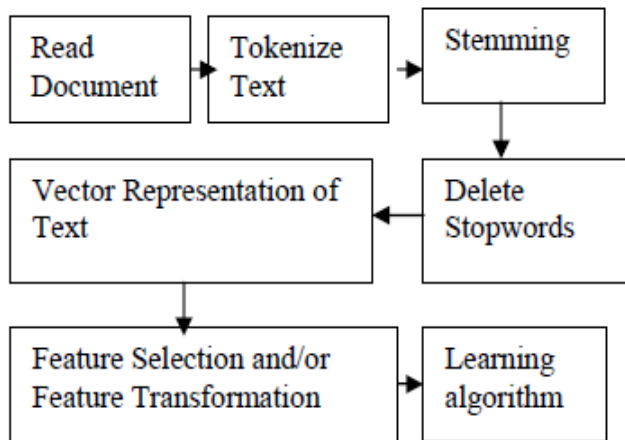 Read
Document
Tokenize
Text
Stemming
Vector Representation of
Text
Delete
Stopwords
Feature Selection and/or
Feature Transformation
Learning
algorithm